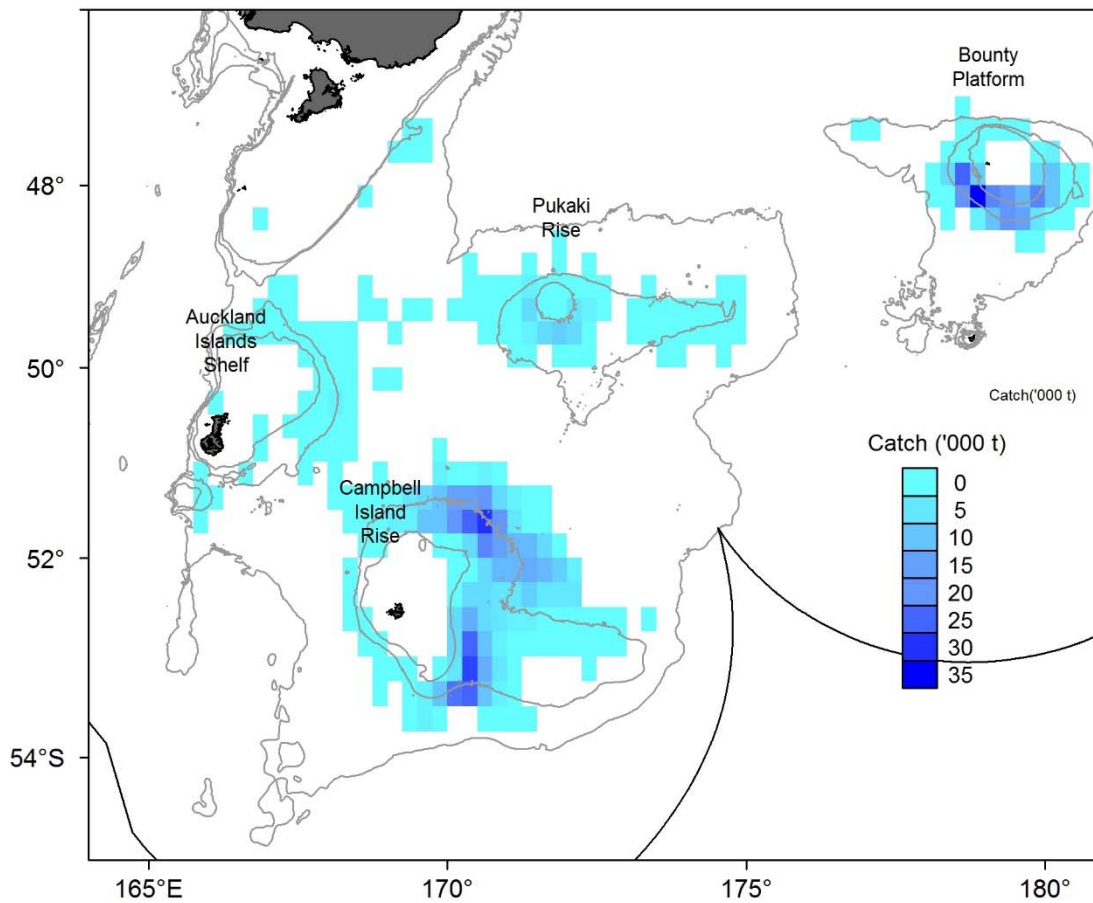 Bounty
Platform
48°
Pukaki
Rise
Auckland
Islands
Shelf
50°
Catch('000 t)
Catch ('000 t)
0
5
10
15
20
25
30
35
Campbell
Island
Rise
52°
54°S
165°E
170°
175°
180°